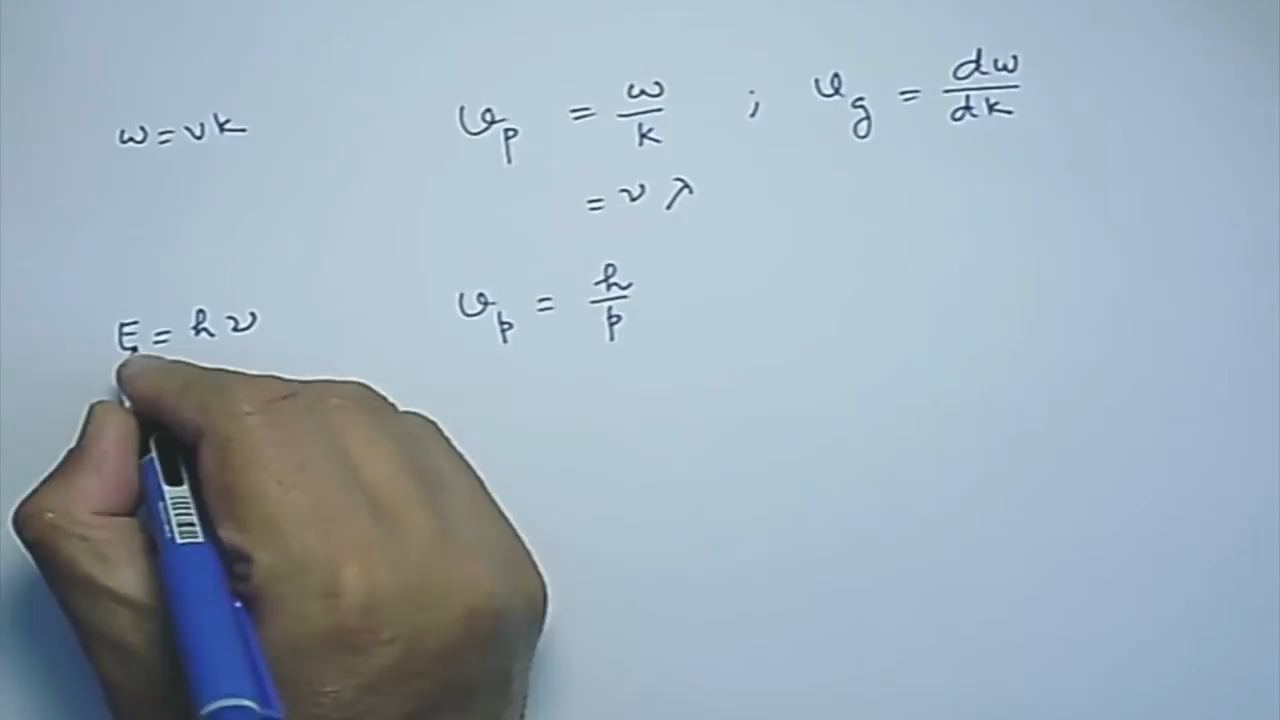 ω = vk
v_p = ω/k ; v_g = dω/dk
= ν λ
v_p = h/p
E = hν